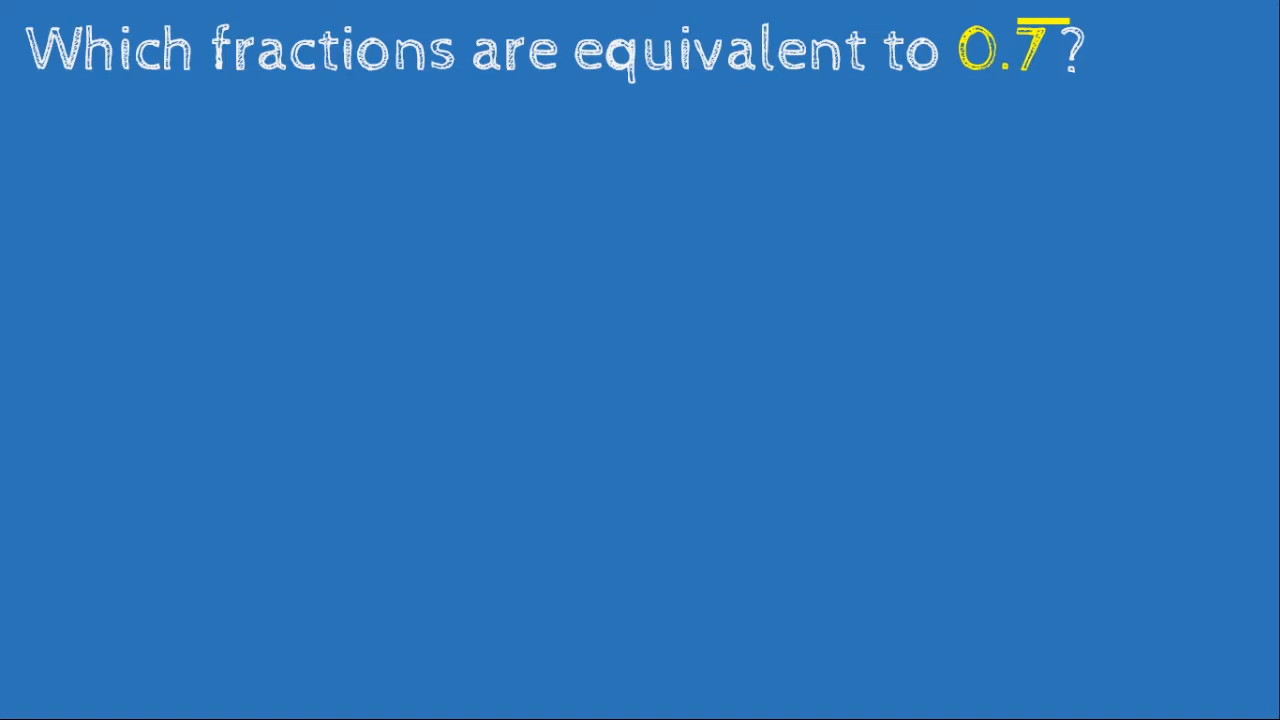 Which fractions are equivalent to 0.7̅ ?